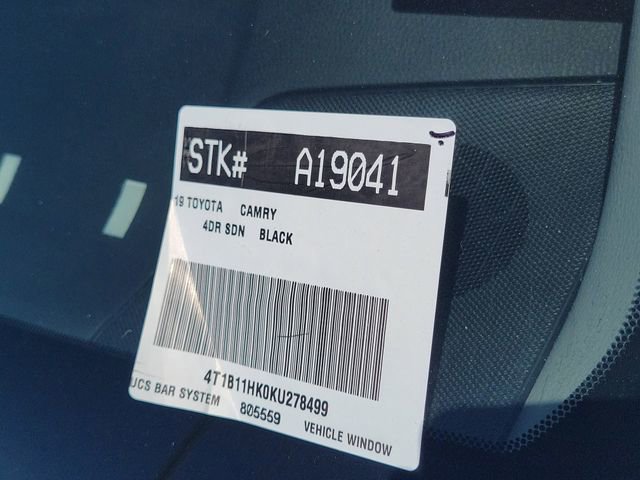 STK# A19041
19 TOYOTA CAMRY
4DR SDN BLACK
4T1B11HK0KU278499
UCS BAR SYSTEM 805559 VEHICLE WINDOW